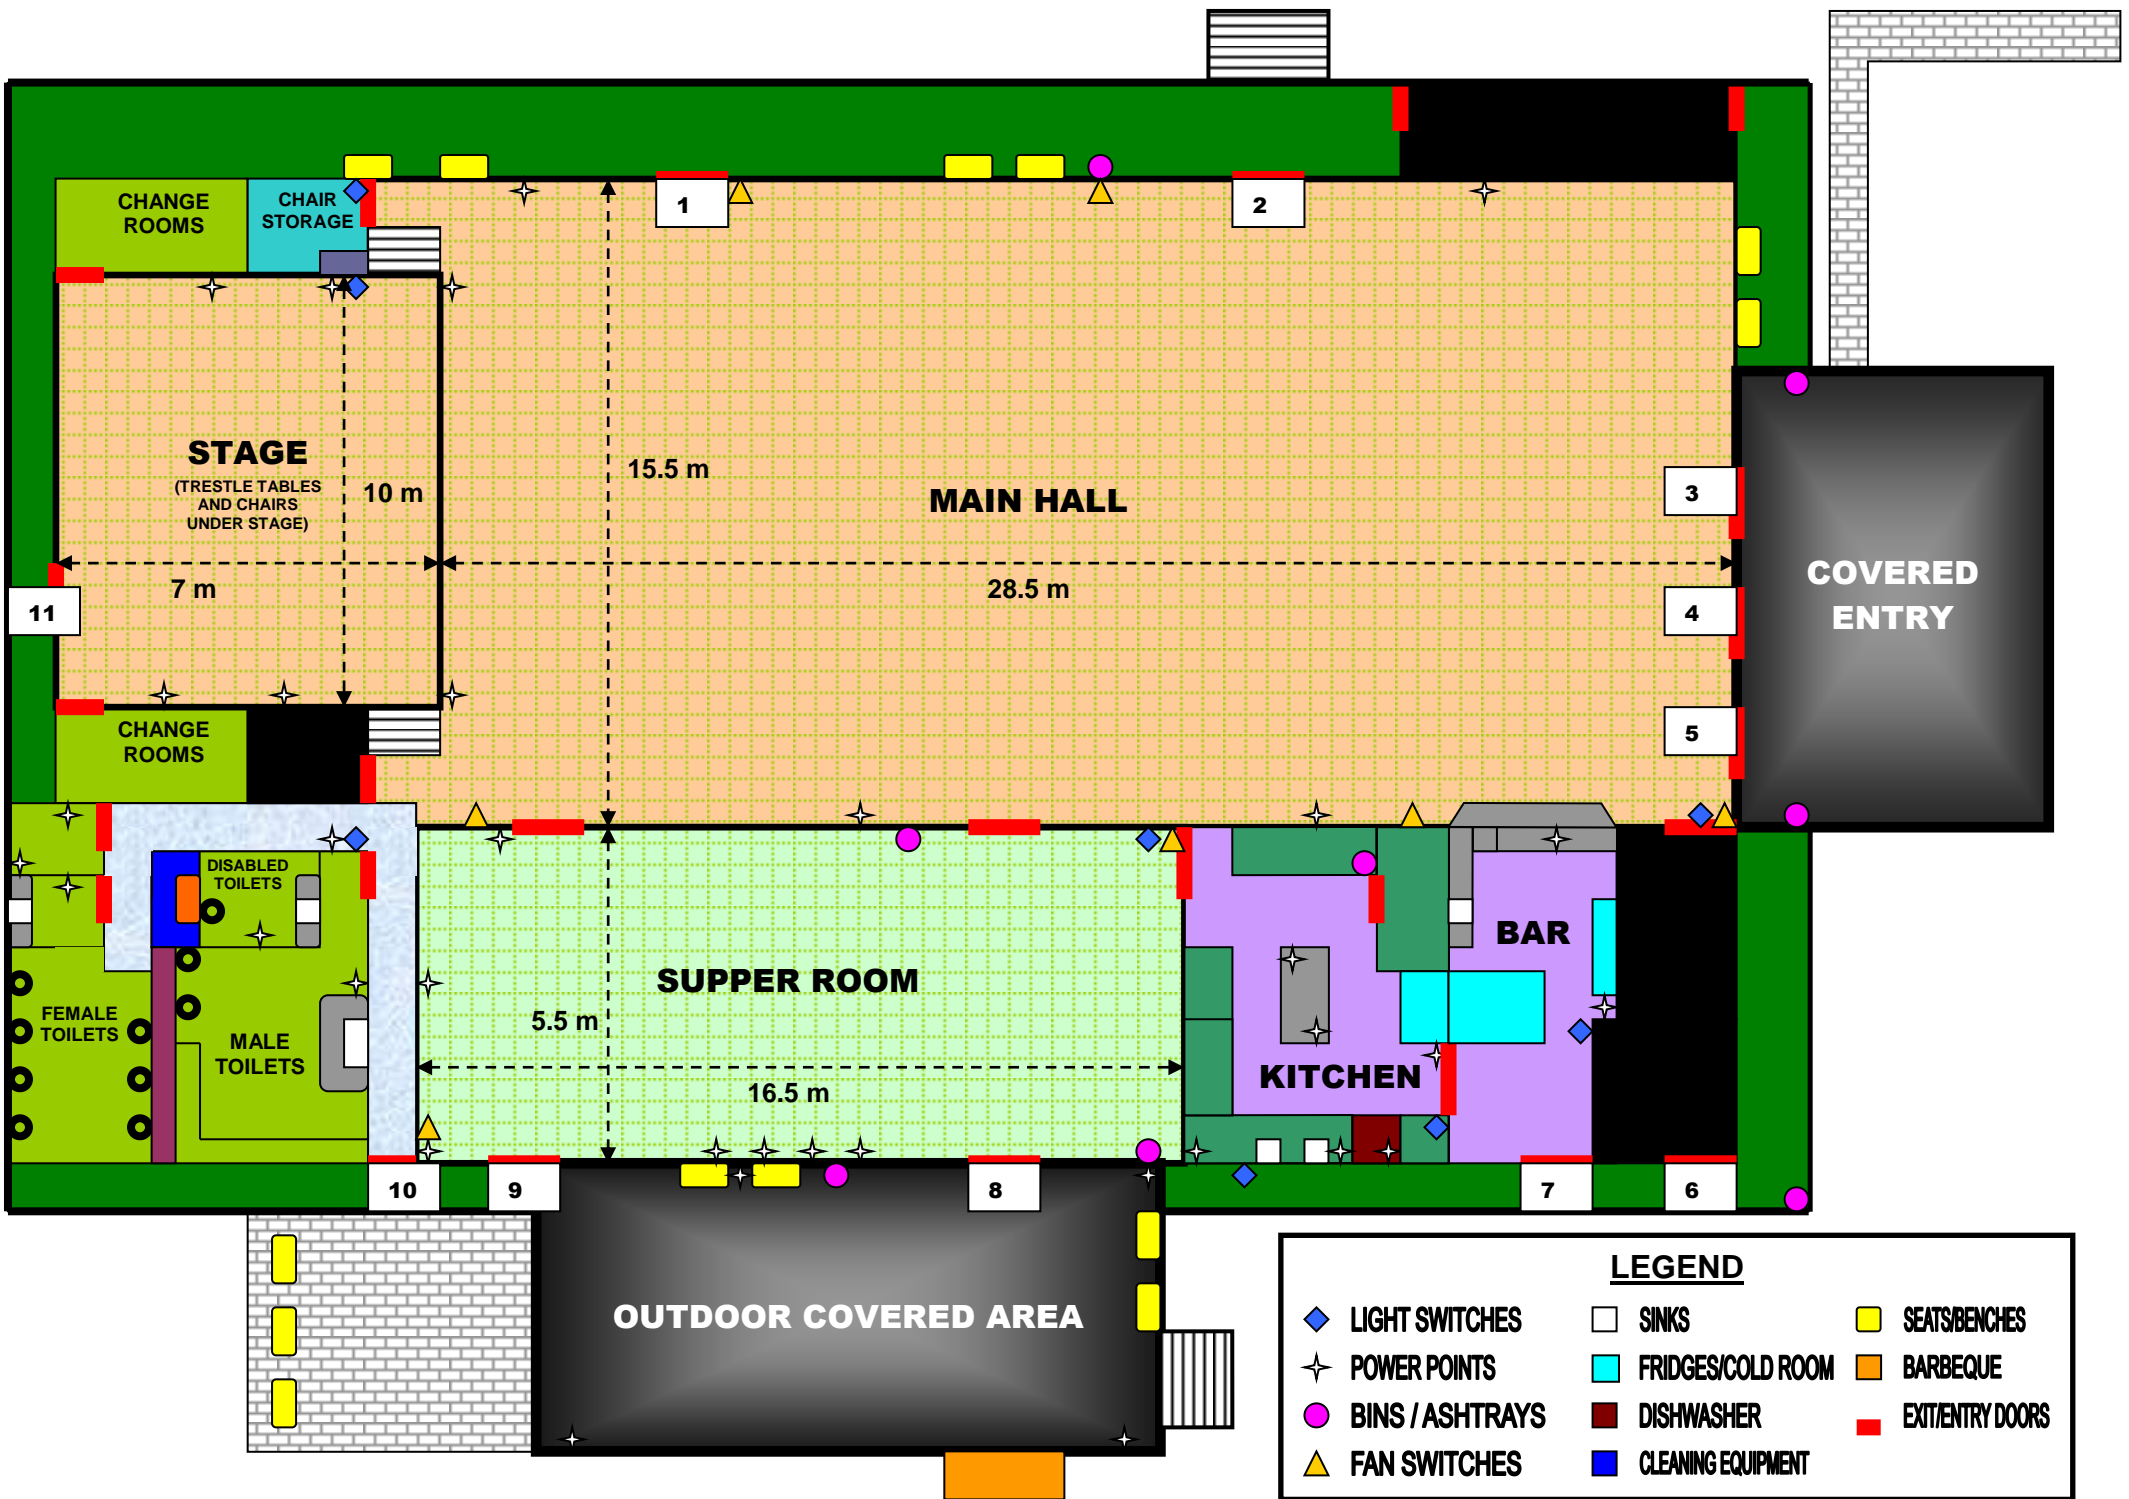 CHANGE
ROOMS
CHAIR
STORAGE
1
2
STAGE
(TRESTLE TABLES
AND CHAIRS
UNDER STAGE)
10 m
7 m
11
15.5 m
MAIN HALL
28.5 m
3
4
5
COVERED
ENTRY
CHANGE
ROOMS
DISABLED
TOILETS
FEMALE
TOILETS
MALE
TOILETS
SUPPER ROOM
5.5 m
16.5 m
KITCHEN
BAR
10
9
8
7
6
OUTDOOR COVERED AREA
LEGEND
LIGHT SWITCHES
POWER POINTS
BINS / ASHTRAYS
FAN SWITCHES
SINKS
FRIDGES/COLD ROOM
DISHWASHER
CLEANING EQUIPMENT
SEATS/BENCHES
BARBEQUE
EXIT/ENTRY DOORS